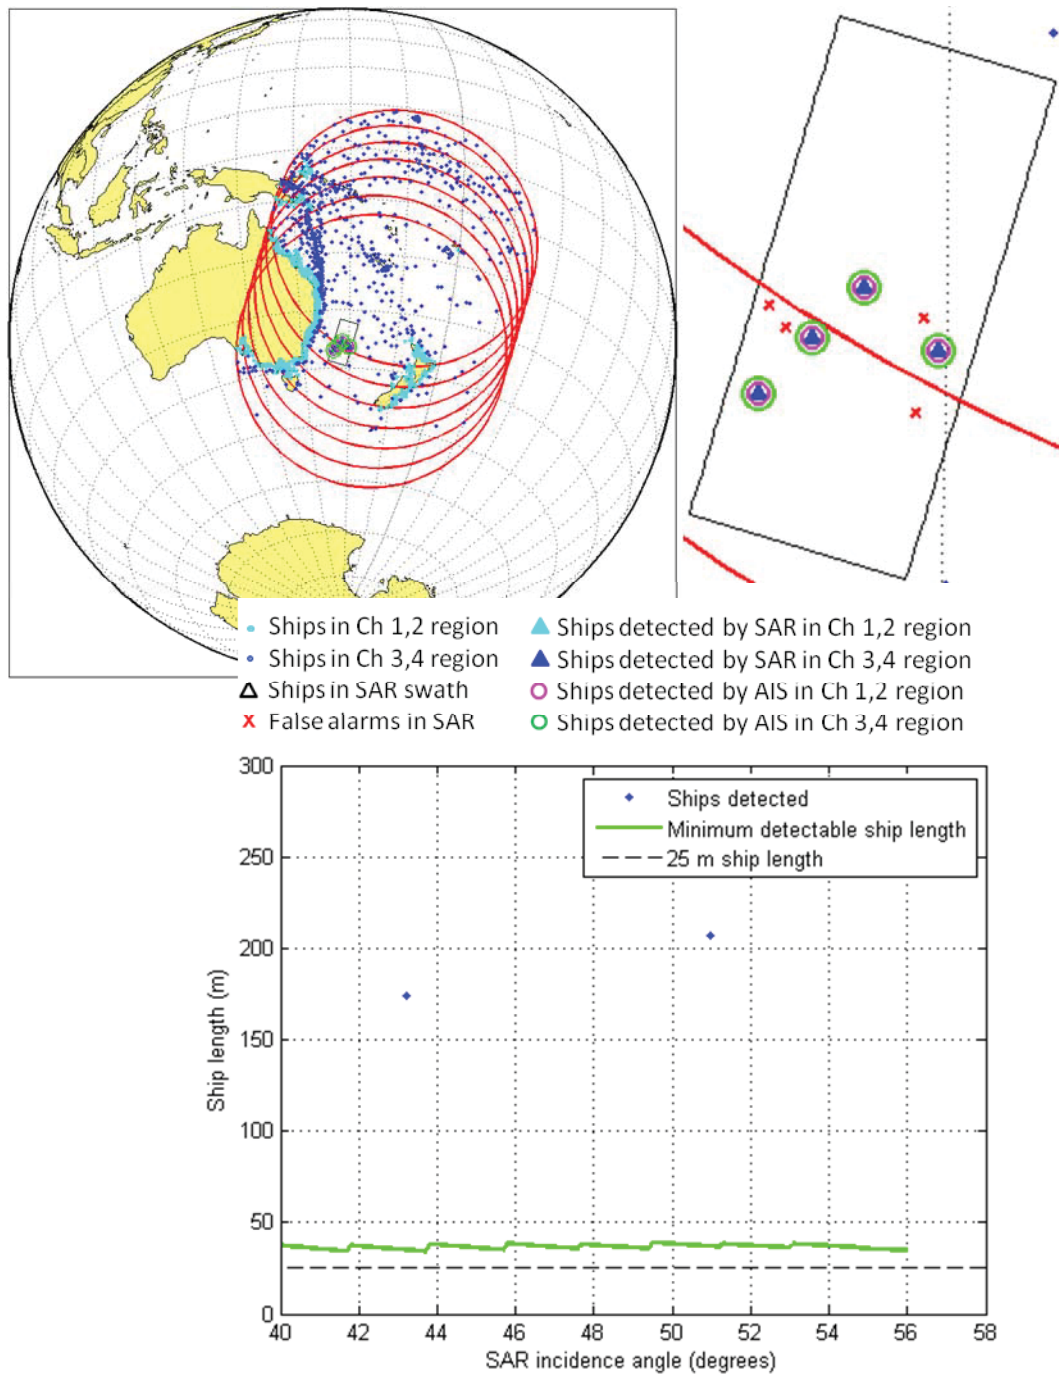 Ships in Ch 1,2 region
Ships in Ch 3,4 region
Ships in SAR swath
False alarms in SAR
Ships detected by SAR in Ch 1,2 region
Ships detected by SAR in Ch 3,4 region
Ships detected by AIS in Ch 1,2 region
Ships detected by AIS in Ch 3,4 region
300
250
200
150
100
50
0
Ship length (m)
Ships detected
Minimum detectable ship length
25 m ship length
40 42 44 46 48 50 52 54 56 58
SAR incidence angle (degrees)